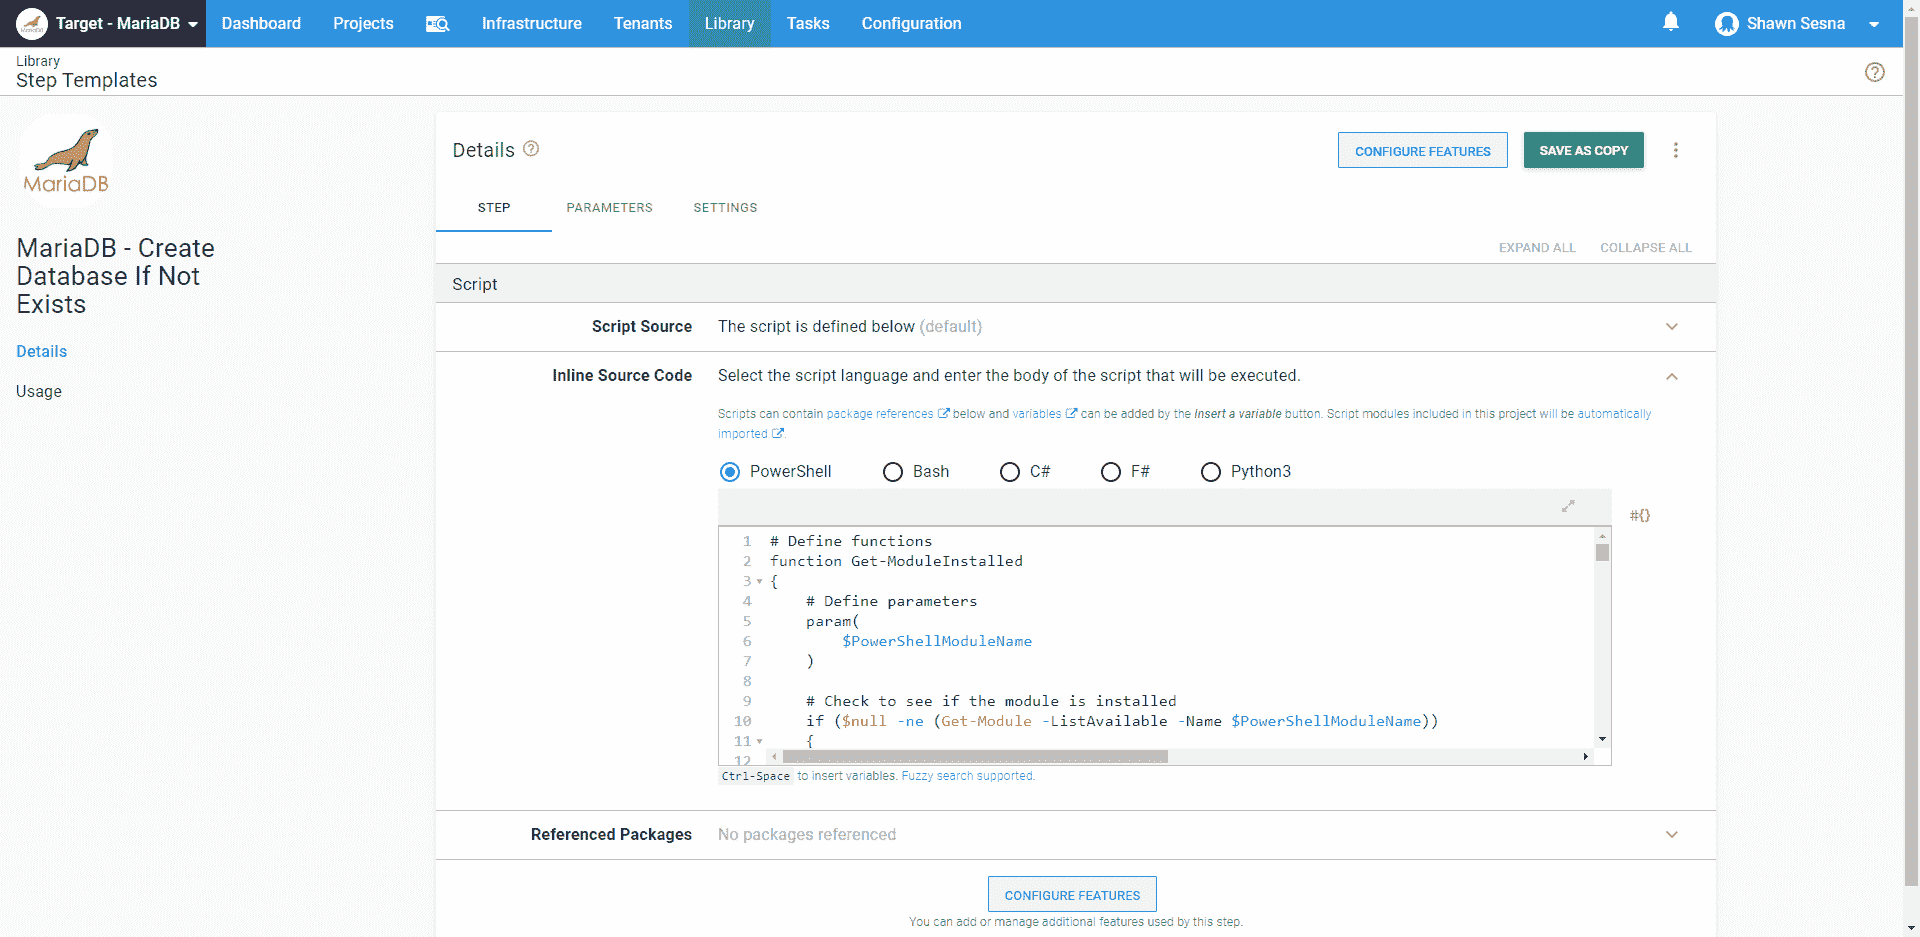 Target - MariaDB
Dashboard
Projects
Infrastructure
Tenants
Library
Tasks
Configuration
Shawn Sesna
Library
Step Templates
MariaDB
MariaDB - Create
Database If Not
Exists
Details
Usage
Details
CONFIGURE FEATURES
SAVE AS COPY
STEP
PARAMETERS
SETTINGS
EXPAND ALL
COLLAPSE ALL
Script
Script Source
The script is defined below (default)
Inline Source Code
Select the script language and enter the body of the script that will be executed.
Scripts can contain package references below and variables can be added by the Insert a variable button. Script modules included in this project will be automatically
imported .
PowerShell
Bash
C#
F#
Python3
#{}
1 # Define functions
2 function Get-ModuleInstalled
3 {
4 # Define parameters
5 param(
6 $PowerShellModuleName
7 )
8
9 # Check to see if the module is installed
10 if ($null -ne (Get-Module -ListAvailable -Name $PowerShellModuleName))
11 {
12
Ctrl-Space to insert variables. Fuzzy search supported.
Referenced Packages
No packages referenced
CONFIGURE FEATURES
You can add or manage additional features used by this step.